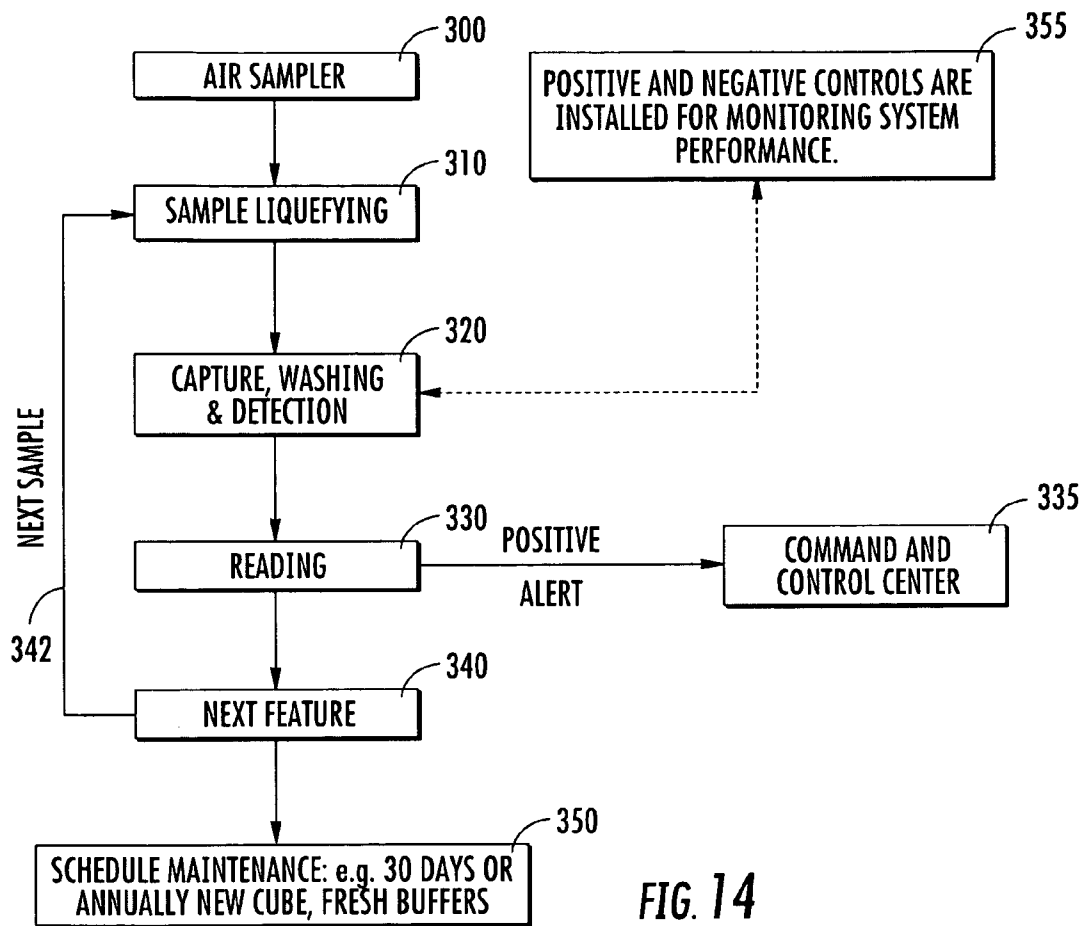 300
AIR SAMPLER
355
POSITIVE AND NEGATIVE CONTROLS ARE
INSTALLED FOR MONITORING SYSTEM
PERFORMANCE.
310
SAMPLE LIQUEFYING
320
CAPTURE, WASHING
& DETECTION
NEXT SAMPLE
330
READING
POSITIVE
ALERT
335
COMMAND AND
CONTROL CENTER
342
340
NEXT FEATURE
350
SCHEDULE MAINTENANCE: e.g. 30 DAYS OR
ANNUALLY NEW CUBE, FRESH BUFFERS
FIG. 14